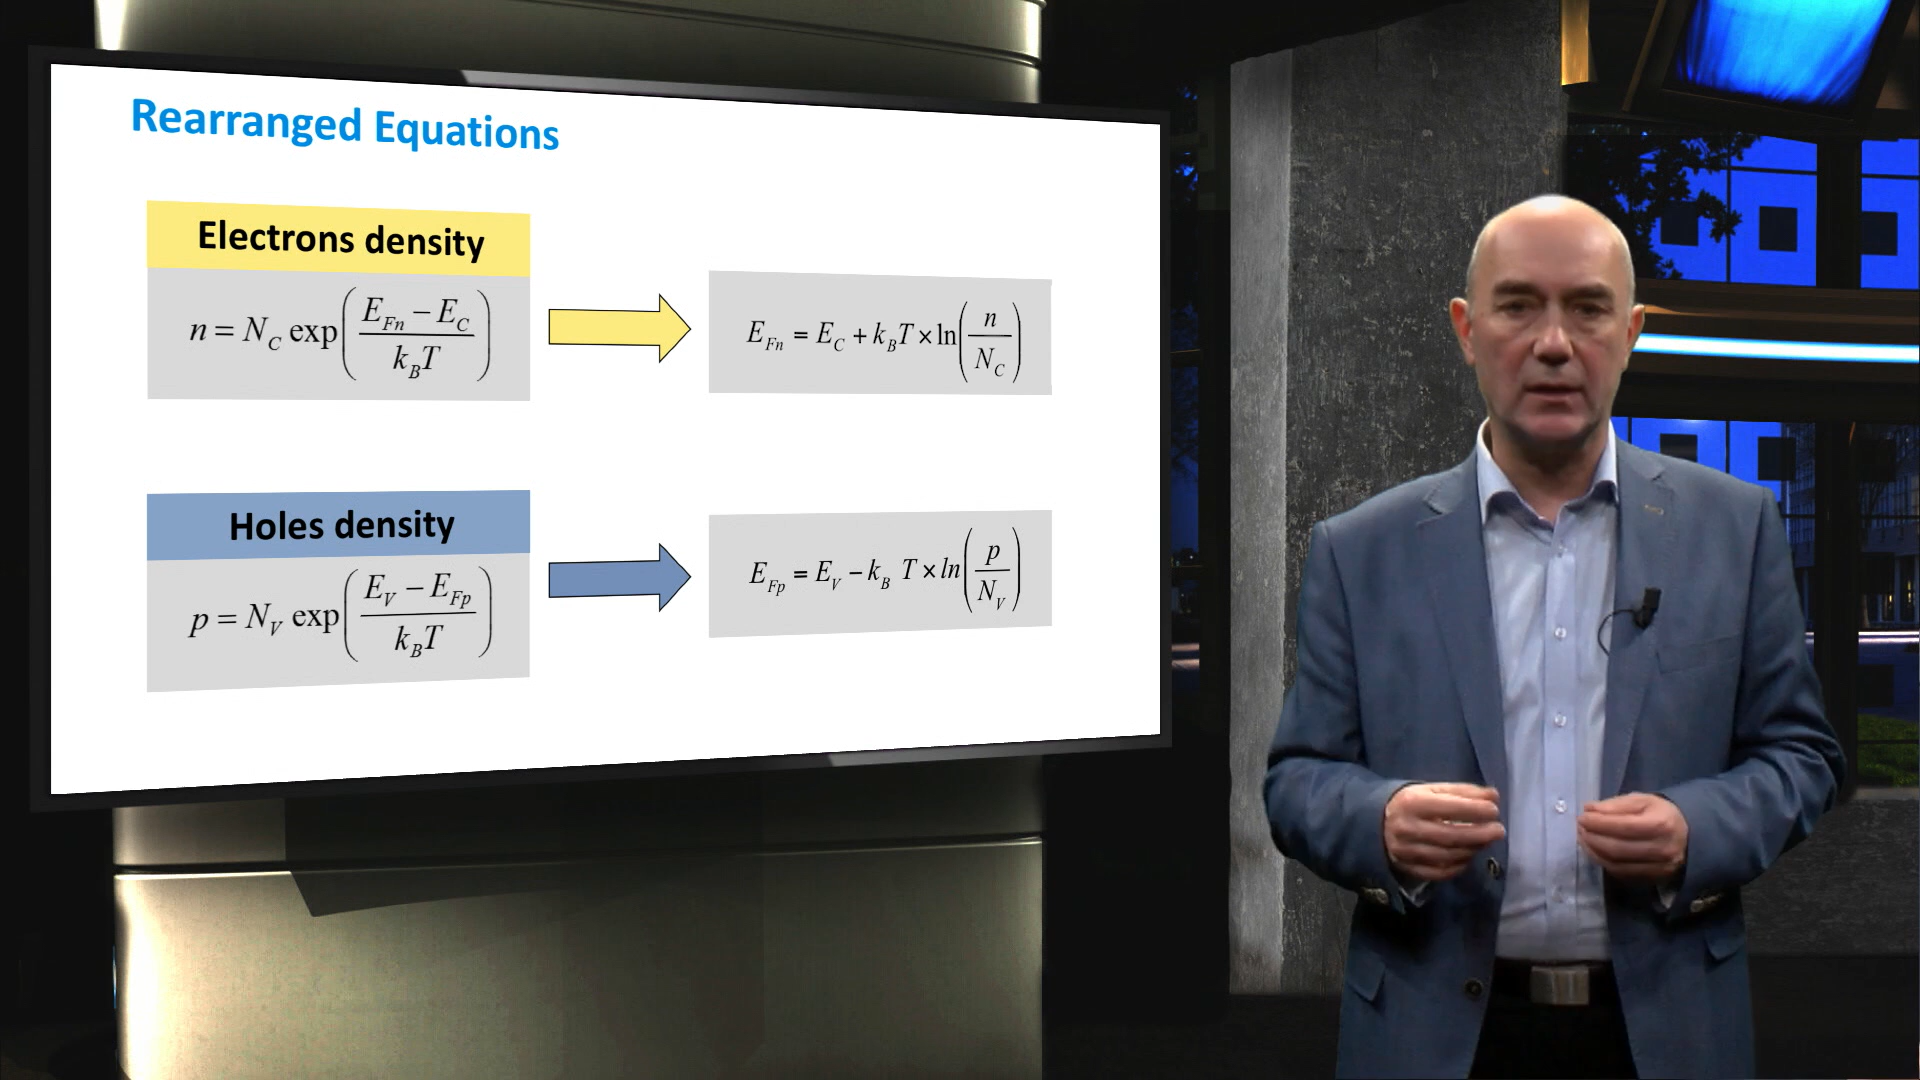 Rearranged Equations
Electrons density
n = N_C exp((E_Fn − E_C) / (k_B T))
E_Fn = E_C + k_B T × ln(n / N_C)
Holes density
p = N_V exp((E_V − E_Fp) / (k_B T))
E_Fp = E_V − k_B T × ln(p / N_V)